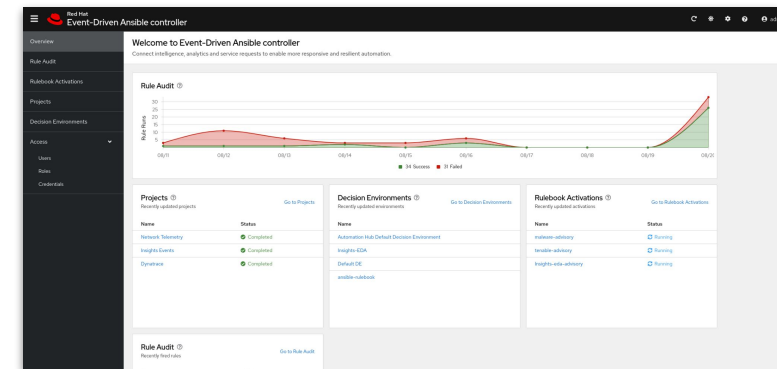 Red Hat
Event-Driven Ansible controller
Overview
Rule Audit
Rulebook Activations
Projects
Decision Environments
Access
Users
Roles
Credentials
Welcome to Event-Driven Ansible controller
Connect intelligence, analytics and service requests to enable more responsive and resilient automation.
Rule Audit
Rule Runs
30
25
20
15
10
5
08/11 08/12 08/13 08/14 08/15 08/16 08/17 08/18 08/19 08/21
34 Success 31 Failed
Projects
Go to Projects
Recently updated projects
Name Status
Network Telemetry Completed
Insights Events Completed
Dynatrace Completed
Decision Environments
Go to Decision Environments
Recently updated environments
Name
Automation Hub Default Decision Environment
Insights-EDA
Default DE
ansible-rulebook
Rulebook Activations
Go to Rulebook Activations
Recently updated activations
Name Status
malware-advisory Running
tenable-advisory Running
Insights-eda-advisory Running
Rule Audit
Go to Rule Audit
Recently fired rules